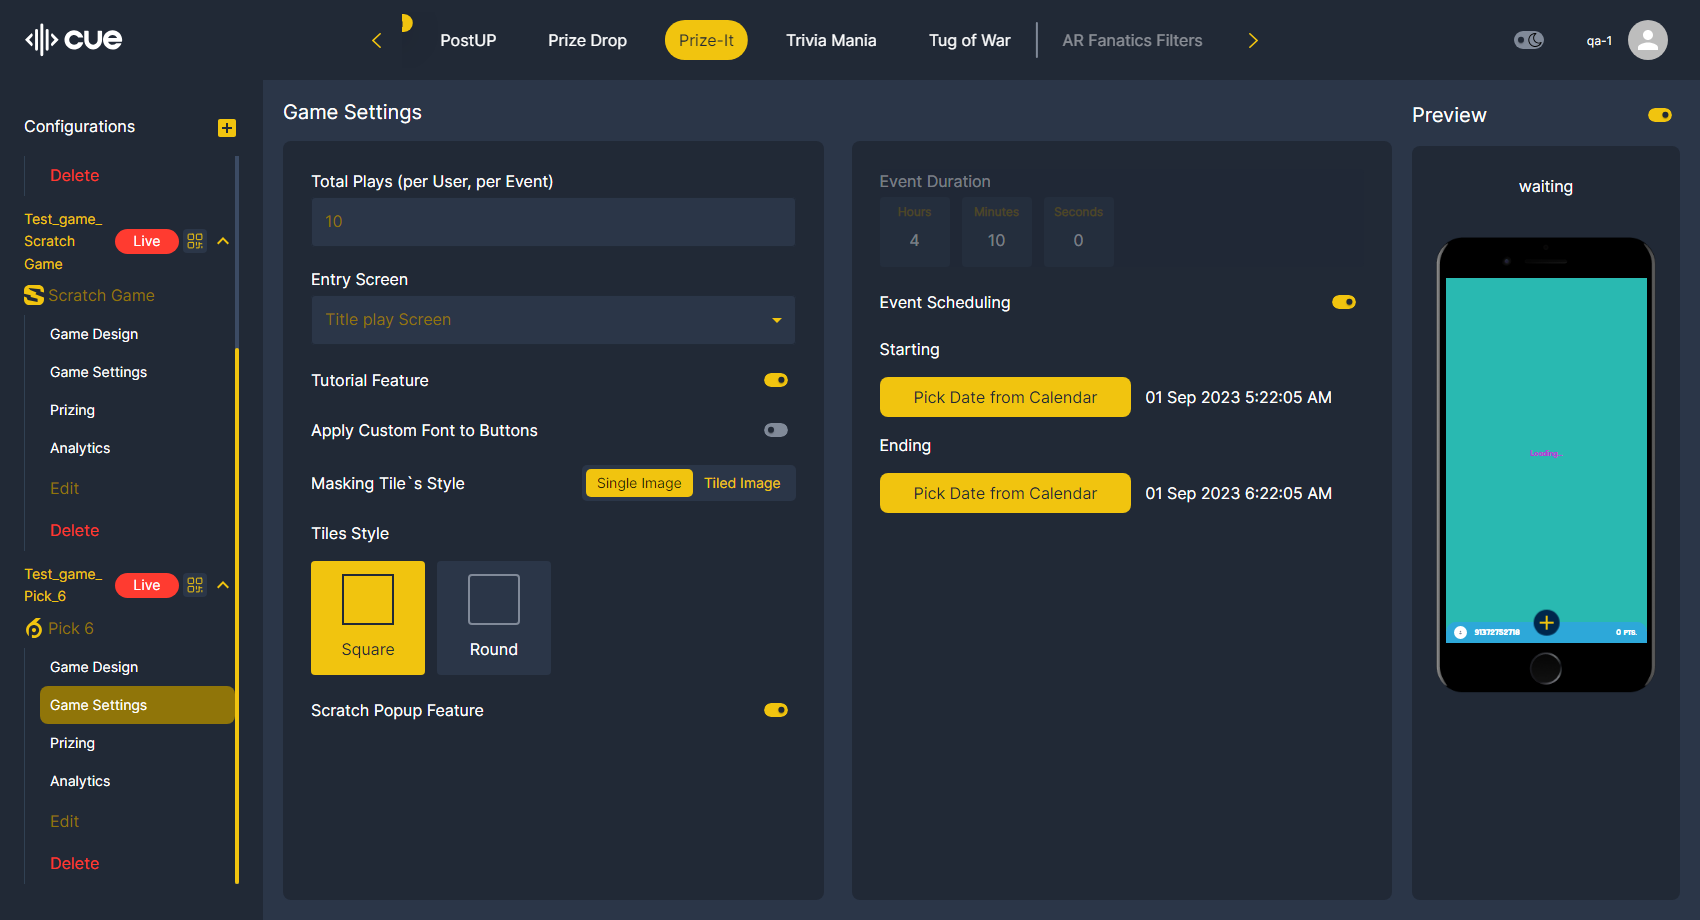 cue
PostUP
Prize Drop
Prize-It
Trivia Mania
Tug of War
AR Fanatics Filters
qa-1
Configurations
Delete
Test_game_
Scratch
Game
Live
Scratch Game
Game Design
Game Settings
Prizing
Analytics
Edit
Delete
Test_game_
Pick_6
Live
Pick 6
Game Design
Game Settings
Prizing
Analytics
Edit
Delete
Game Settings
Total Plays (per User, per Event)
10
Entry Screen
Title play Screen
Tutorial Feature
Apply Custom Font to Buttons
Masking Tile`s Style
Single Image
Tiled Image
Tiles Style
Square
Round
Scratch Popup Feature
Event Duration
Hours
Minutes
Seconds
4
10
0
Event Scheduling
Starting
Pick Date from Calendar
01 Sep 2023 5:22:05 AM
Ending
Pick Date from Calendar
01 Sep 2023 6:22:05 AM
Preview
waiting
Loading...
91372752718
0 PTS.